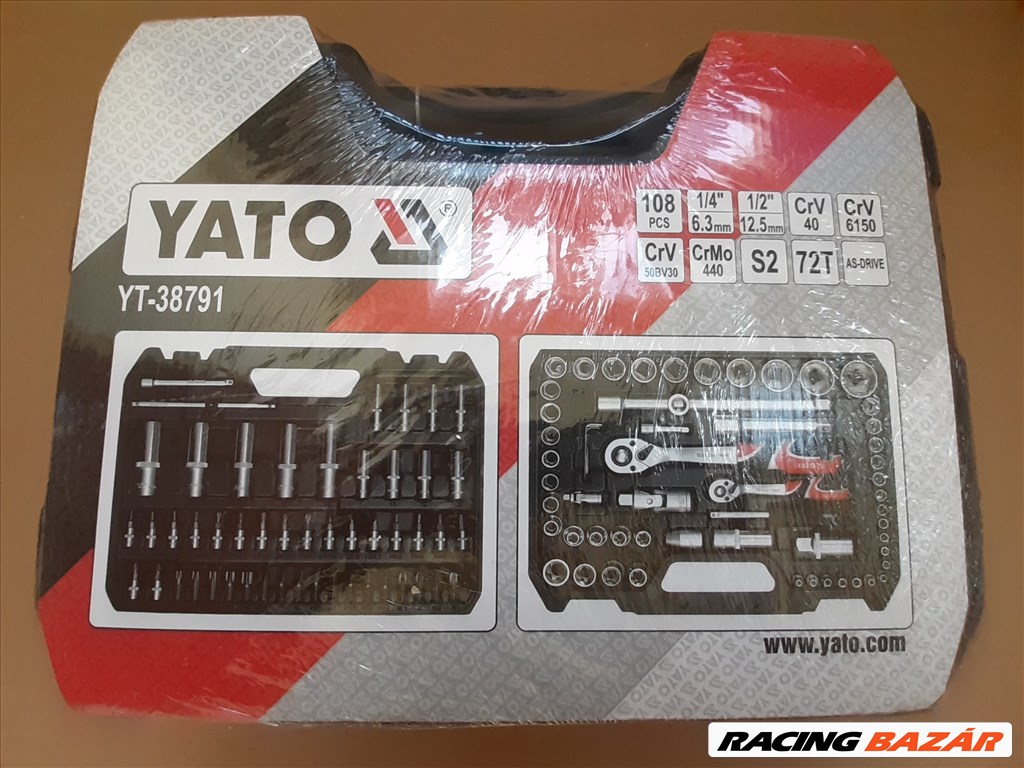 YATO ®
YT-38791
108 PCS
1/4" 6.3mm
1/2" 12.5mm
CrV 40
CrV 6150
CrV 50BV30
CrMo 440
S2
72T
AS-DRIVE
YATO
www.yato.com
RACING BAZÁR